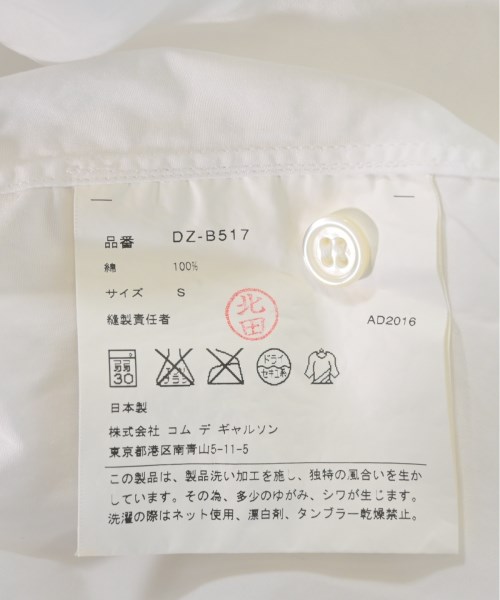 品番 DZ-B517
綿 100%
サイズ S
縫製責任者 北田 AD2016
30
エンソ サラシ
ドライ
セキユ系
日本製
株式会社 コム デ ギャルソン
東京都港区南青山5-11-5
この製品は、製品洗い加工を施し、独特の風合いを生か
しています。その為、多少のゆがみ、シワが生じます。
洗濯の際はネット使用、漂白剤、タンブラー乾燥禁止。